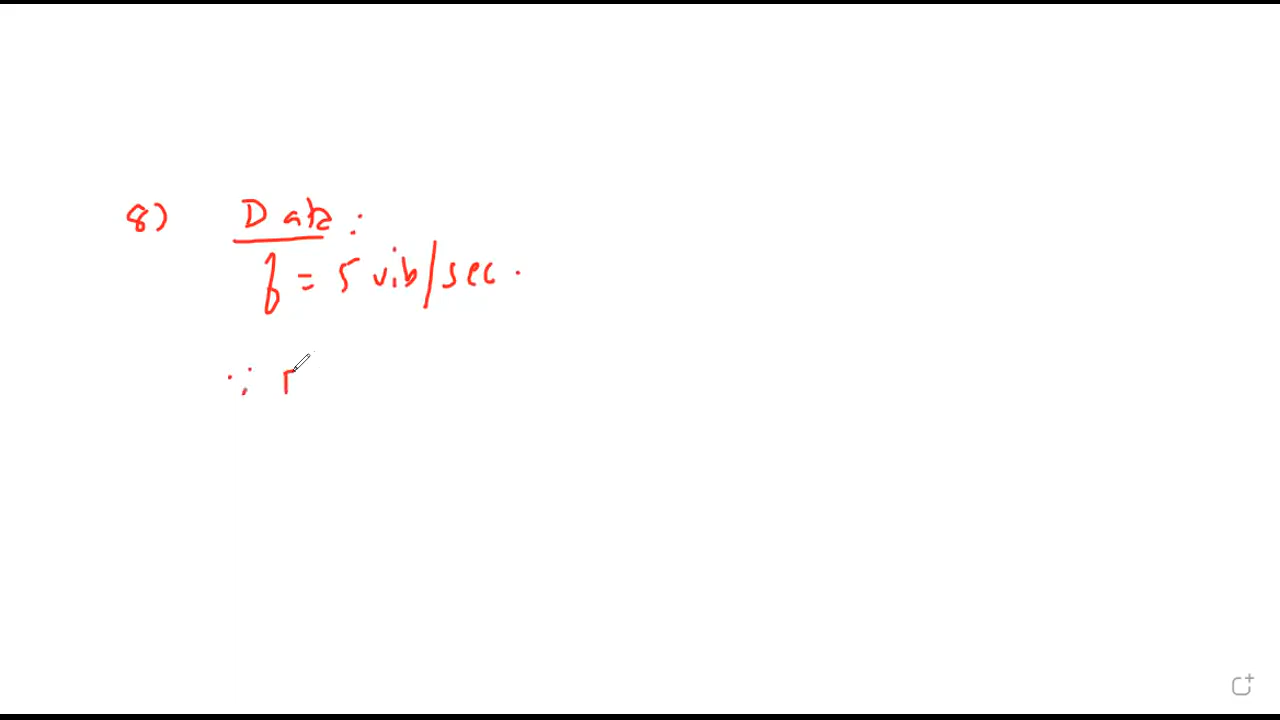 8) Data:
f = 5 vib/sec.
∵